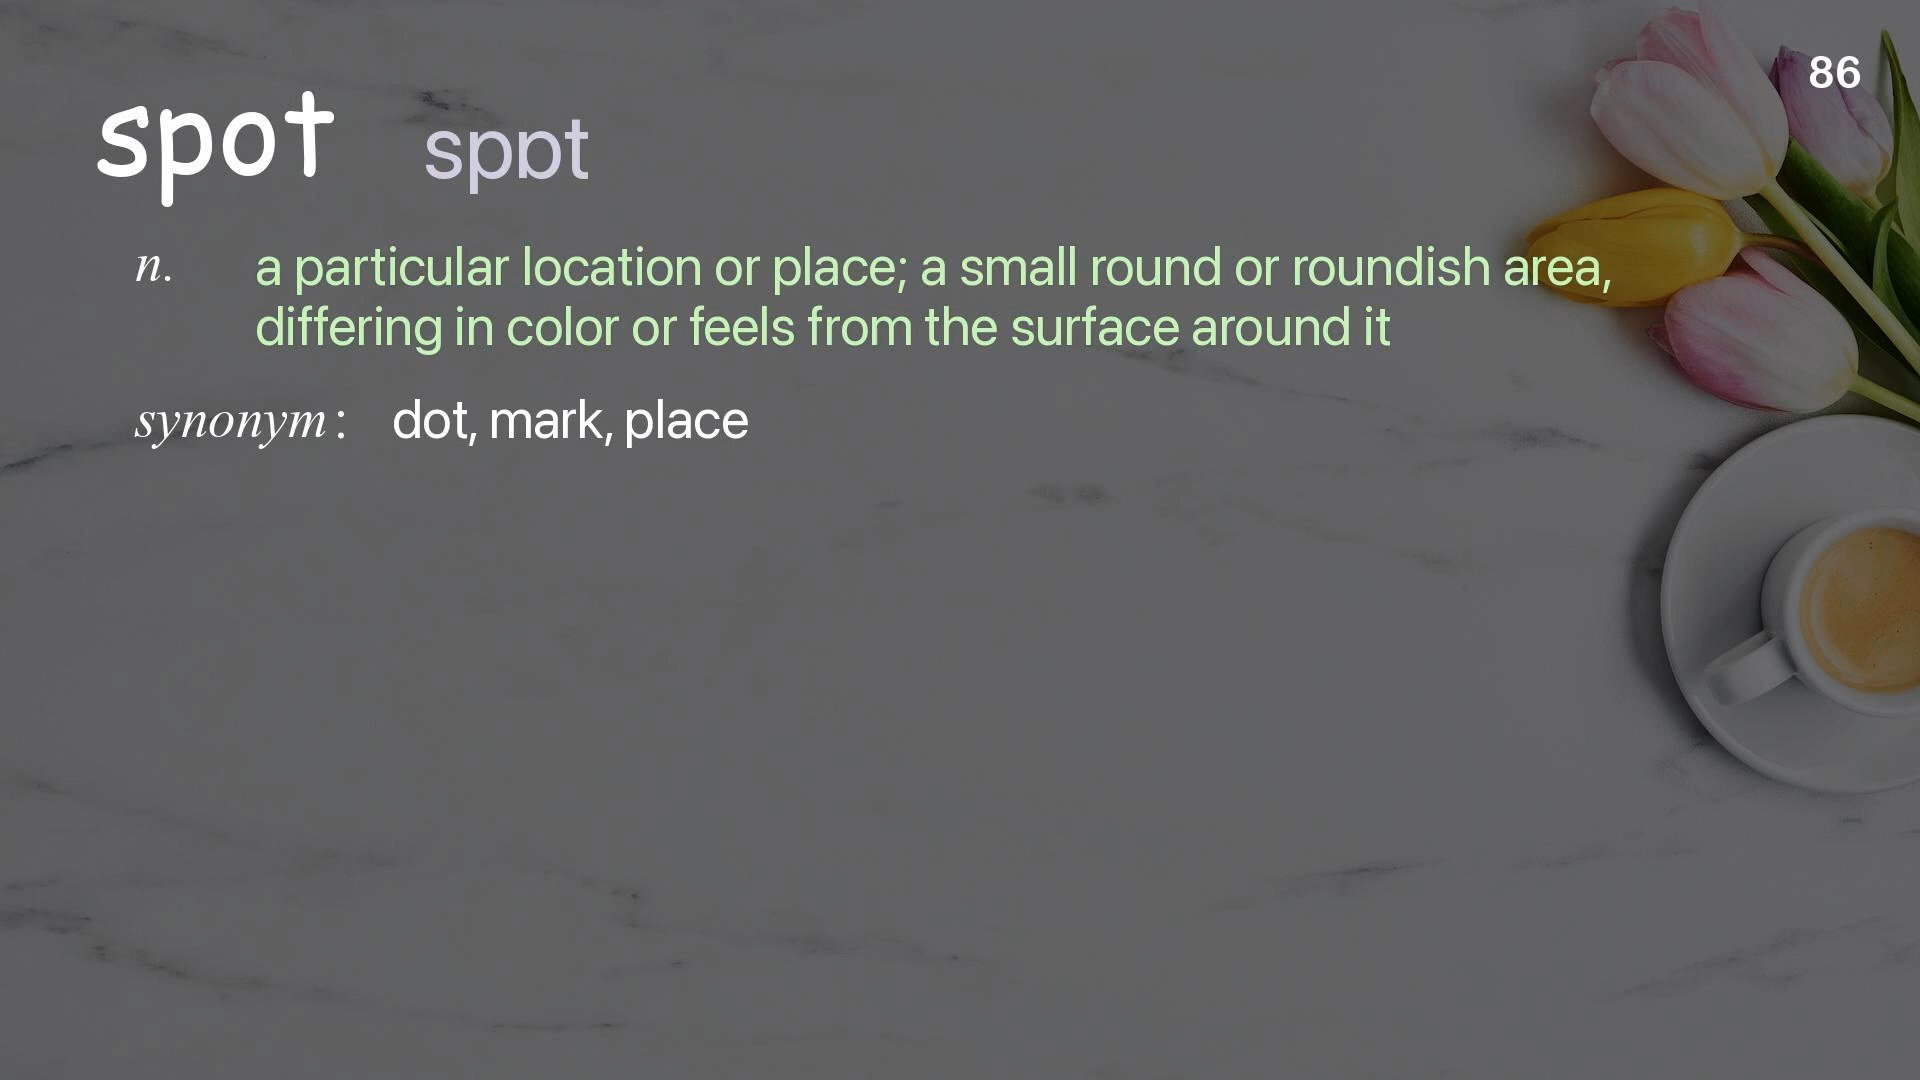 86
spot spɒt
n. a particular location or place; a small round or roundish area,
differing in color or feels from the surface around it
synonym : dot, mark, place